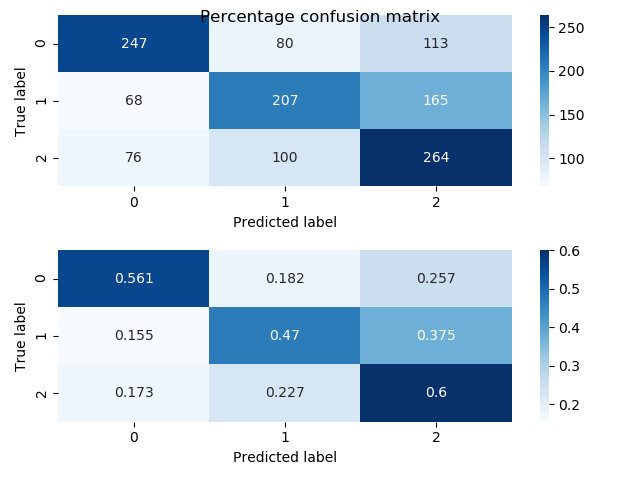 Percentage confusion matrix
0 247 80 113
1 68 207 165
2 76 100 264
0 1 2
Predicted label
True label
250
200
150
100
0 0.561 0.182 0.257
1 0.155 0.47 0.375
2 0.173 0.227 0.6
0 1 2
Predicted label
True label
0.6
0.5
0.4
0.3
0.2